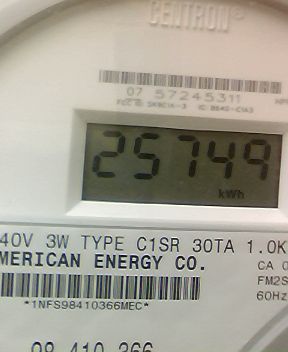 CENTRON®
07 57245311
25749
kWh
40V 3W TYPE C1SR 30TA 1.0K
MERICAN ENERGY CO.
CA 0
FM2S
60Hz
*1NFS98410366MEC*
98 410 366